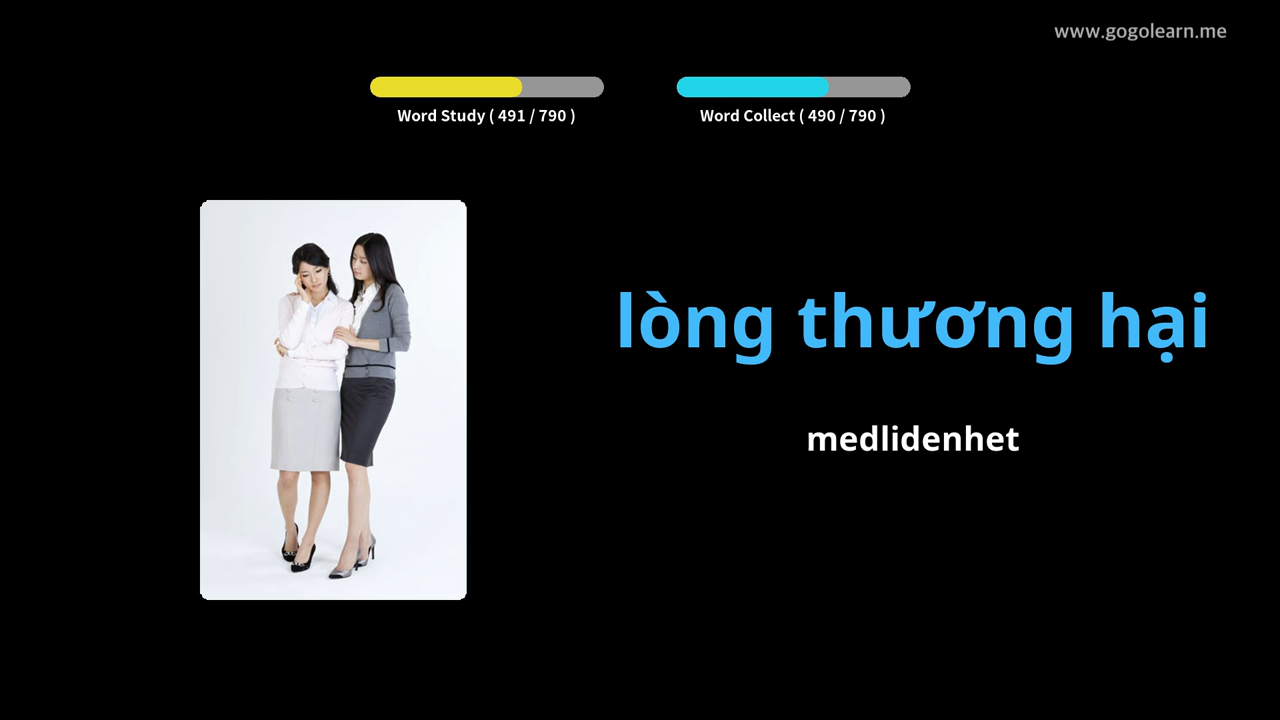 www.gogolearn.me
Word Study ( 491 / 790 )
Word Collect ( 490 / 790 )
lòng thương hại
medlidenhet